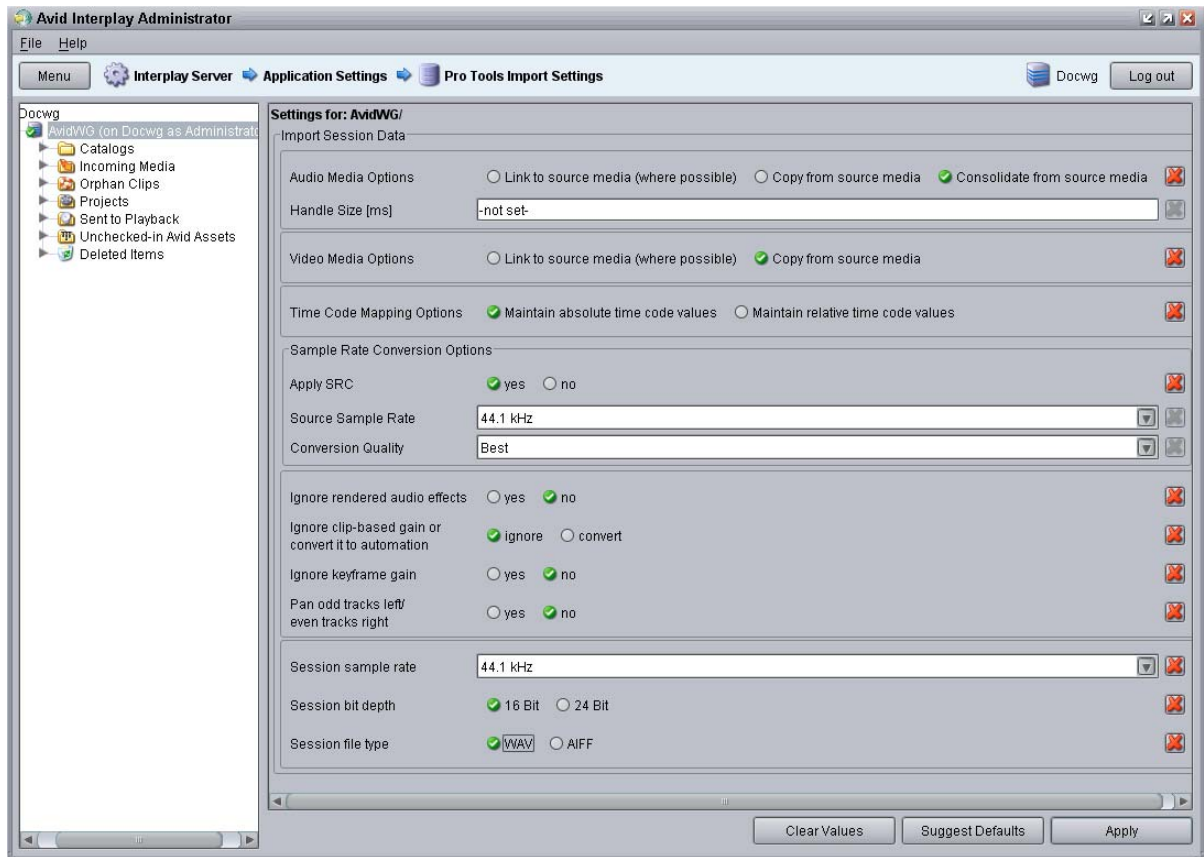 Avid Interplay Administrator
File Help
Menu Interplay Server Application Settings Pro Tools Import Settings Docwg Log out
Docwg
AvidWG (on Docwg as Administrato
Catalogs
Incoming Media
Orphan Clips
Projects
Sent to Playback
Unchecked-in Avid Assets
Deleted Items
Settings for: AvidWG/
Import Session Data
Audio Media Options Link to source media (where possible) Copy from source media Consolidate from source media
Handle Size [ms] -not set-
Video Media Options Link to source media (where possible) Copy from source media
Time Code Mapping Options Maintain absolute time code values Maintain relative time code values
Sample Rate Conversion Options
Apply SRC yes no
Source Sample Rate 44.1 kHz
Conversion Quality Best
Ignore rendered audio effects yes no
Ignore clip-based gain or
convert it to automation ignore convert
Ignore keyframe gain yes no
Pan odd tracks left/
even tracks right yes no
Session sample rate 44.1 kHz
Session bit depth 16 Bit 24 Bit
Session file type WAV AIFF
Clear Values Suggest Defaults Apply